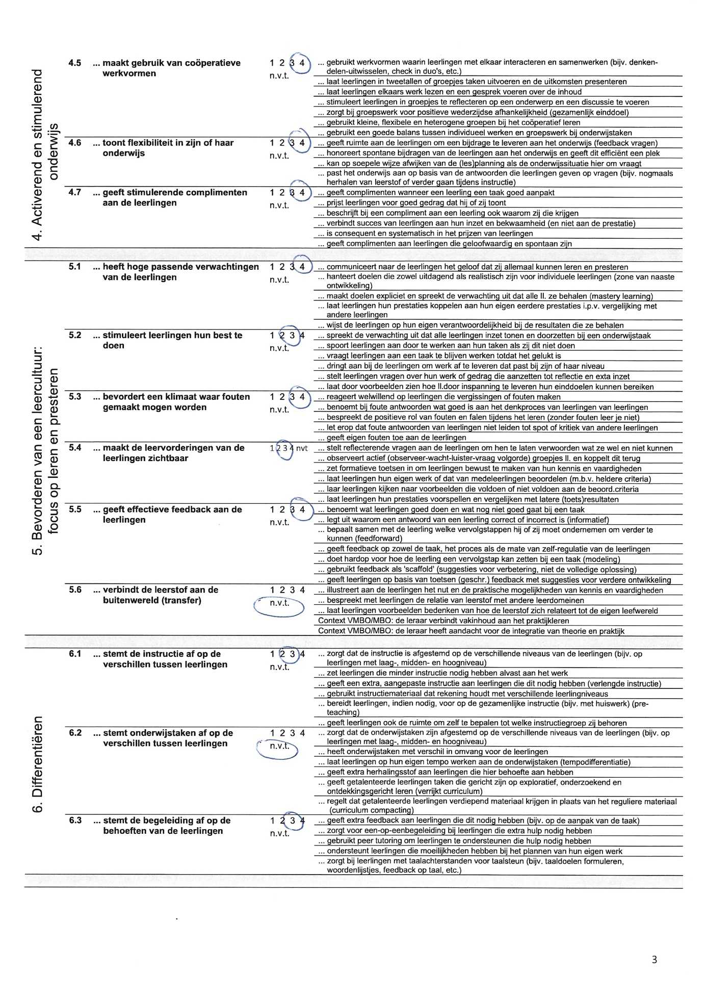 4. Activerend en stimulerend
onderwijs
4.5 ... maakt gebruik van coöperatieve
werkvormen
1 2 3 4
n.v.t.
... gebruikt werkvormen waarin leerlingen met elkaar interacteren en samenwerken (bijv. denken-
delen-uitwisselen, check in duo's, etc.)
... laat leerlingen in tweetallen of groepjes taken uitvoeren en de uitkomsten presenteren
... laat leerlingen elkaars werk lezen en een gesprek voeren over de inhoud
... stimuleert leerlingen in groepjes te reflecteren op een onderwerp en een discussie te voeren
... zorgt bij groepswerk voor positieve wederzijdse afhankelijkheid (gezamenlijk einddoel)
... gebruikt kleine, flexibele en heterogene groepen bij het coöperatief leren
... gebruikt een goede balans tussen individueel werken en groepswerk bij onderwijstaken
4.6 ... toont flexibiliteit in zijn of haar
onderwijs
1 2 3 4
n.v.t.
... geeft ruimte aan de leerlingen om een bijdrage te leveren aan het onderwijs (feedback vragen)
... honoreert spontane bijdragen van de leerlingen aan het onderwijs en geeft dit efficiënt een plek
... kan op soepele wijze afwijken van de (les)planning als de onderwijssituatie hier om vraagt
... past het onderwijs aan op basis van de antwoorden die leerlingen geven op vragen (bijv. nogmaals
herhalen van leerstof of verder gaan tijdens instructie)
4.7 ... geeft stimulerende complimenten
aan de leerlingen
1 2 3 4
n.v.t.
... geeft complimenten wanneer een leerling een taak goed aanpakt
... prijst leerlingen voor goed gedrag dat hij of zij toont
... beschrijft bij een compliment aan een leerling ook waarom zij die krijgen
... verbindt succes van leerlingen aan hun inzet en bekwaamheid (en niet aan de prestatie)
... is consequent en systematisch in het prijzen van leerlingen
... geeft complimenten aan leerlingen die geloofwaardig en spontaan zijn
5. Bevorderen van een leercultuur:
focus op leren en presteren
5.1 ... heeft hoge passende verwachtingen
van de leerlingen
1 2 3 4
n.v.t.
... communiceert naar de leerlingen het geloof dat zij allemaal kunnen leren en presteren
... hanteert doelen die zowel uitdagend als realistisch zijn voor individuele leerlingen (zone van naaste
ontwikkeling)
... maakt doelen expliciet en spreekt de verwachting uit dat alle ll. ze behalen (mastery learning)
... laat leerlingen hun prestaties koppelen aan hun eigen eerdere prestaties i.p.v. vergelijking met
andere leerlingen
... wijst de leerlingen op hun eigen verantwoordelijkheid bij de resultaten die ze behalen
5.2 ... stimuleert leerlingen hun best te
doen
1 2 3 4
n.v.t.
... spreekt de verwachting uit dat alle leerlingen inzet tonen en doorzetten bij een onderwijstaak
... spoort leerlingen aan door te werken aan hun taken als zij dit niet doen
... vraagt leerlingen aan een taak te blijven werken totdat het gelukt is
... dringt aan bij de leerlingen om werk af te leveren dat past bij zijn of haar niveau
... stelt leerlingen vragen over hun werk of gedrag die aanzetten tot reflectie en exta inzet
... laat door voorbeelden zien hoe ll.door inspanning te leveren hun einddoelen kunnen bereiken
5.3 ... bevordert een klimaat waar fouten
gemaakt mogen worden
1 2 3 4
n.v.t.
... reageert welwillend op leerlingen die vergissingen of fouten maken
... benoemt bij foute antwoorden wat goed is aan het denkproces van leerlingen van leerlingen
... bespreekt de positieve rol van fouten en falen tijdens het leren (zonder fouten leer je niet)
... let erop dat foute antwoorden van leerlingen niet leiden tot spot of kritiek van andere leerlingen
... geeft eigen fouten toe aan de leerlingen
5.4 ... maakt de leervorderingen van de
leerlingen zichtbaar
1 2 3 4 nvt
... stelt reflecterende vragen aan de leerlingen om hen te laten verwoorden wat ze wel en niet kunnen
... observeert actief (observeer-wacht-luister-vraag volgorde) groepjes ll. en koppelt dit terug
... zet formatieve toetsen in om leerlingen bewust te maken van hun kennis en vaardigheden
... laat leerlingen hun eigen werk of dat van medeleerlingen beoordelen (m.b.v. heldere criteria)
... laar leerlingen kijken naar voorbeelden die voldoen of niet voldoen aan de beoord.criteria
... laat leerlingen hun prestaties voorspellen en vergelijken met latere (toets)resultaten
5.5 ... geeft effectieve feedback aan de
leerlingen
1 2 3 4
n.v.t.
... benoemt wat leerlingen goed doen en wat nog niet goed gaat bij een taak
... legt uit waarom een antwoord van een leerling correct of incorrect is (informatief)
... bepaalt samen met de leerling welke vervolgstappen hij of zij moet ondernemen om verder te
kunnen (feedforward)
... geeft feedback op zowel de taak, het proces als de mate van zelf-regulatie van de leerlingen
... doet hardop voor hoe de leerling een vervolgstap kan zetten bij een taak (modeling)
... gebruikt feedback als 'scaffold' (suggesties voor verbetering, niet de volledige oplossing)
... geeft leerlingen op basis van toetsen (geschr.) feedback met suggesties voor verdere ontwikkeling
5.6 ... verbindt de leerstof aan de
buitenwereld (transfer)
1 2 3 4
n.v.t.
... illustreert aan de leerlingen het nut en de praktische mogelijkheden van kennis en vaardigheden
... bespreekt met leerlingen de relatie van leerstof met andere leerdomeinen
... laat leerlingen voorbeelden bedenken van hoe de leerstof zich relateert tot de eigen leefwereld
Context VMBO/MBO: de leraar verbindt vakinhoud aan het praktijkleren
Context VMBO/MBO: de leraar heeft aandacht voor de integratie van theorie en praktijk
6. Differentiëren
6.1 ... stemt de instructie af op de
verschillen tussen leerlingen
1 2 3 4
n.v.t.
... zorgt dat de instructie is afgestemd op de verschillende niveaus van de leerlingen (bijv. op
leerlingen met laag-, midden- en hoogniveau)
... zet leerlingen die minder instructie nodig hebben alvast aan het werk
... geeft een extra, aangepaste instructie aan leerlingen die dit nodig hebben (verlengde instructie)
... gebruikt instructiemateriaal dat rekening houdt met verschillende leerlingniveaus
... bereidt leerlingen, indien nodig, voor op de gezamenlijke instructie (bijv. met huiswerk) (pre-
teaching)
... geeft leerlingen ook de ruimte om zelf te bepalen tot welke instructiegroep zij behoren
6.2 ... stemt onderwijstaken af op de
verschillen tussen leerlingen
1 2 3 4
n.v.t.
... zorgt dat de onderwijstaken zijn afgestemd op de verschillende niveaus van de leerlingen (bijv. op
leerlingen met laag-, midden- en hoogniveau)
... heeft onderwijstaken met verschil in omvang voor de leerlingen
... laat leerlingen op hun eigen tempo werken aan de onderwijstaken (tempodifferentiatie)
... geeft extra herhalingsstof aan leerlingen die hier behoefte aan hebben
... geeft getalenteerde leerlingen taken die gericht zijn op exploratief, onderzoekend en
ontdekkingsgericht leren (verrijkt curriculum)
... regelt dat getalenteerde leerlingen verdiepend materiaal krijgen in plaats van het reguliere materiaal
(curriculum compacting)
6.3 ... stemt de begeleiding af op de
behoeften van de leerlingen
1 2 3 4
n.v.t.
... geeft extra feedback aan leerlingen die dit nodig hebben (bijv. op de aanpak van de taak)
... zorgt voor een-op-eenbegeleiding bij leerlingen die extra hulp nodig hebben
... gebruikt peer tutoring om leerlingen te ondersteunen die hulp nodig hebben
... ondersteunt leerlingen die moeilijkheden hebben bij het plannen van hun eigen werk
... zorgt bij leerlingen met taalachterstanden voor taalsteun (bijv. taaldoelen formuleren,
woordenlijstjes, feedback op taal, etc.)
3